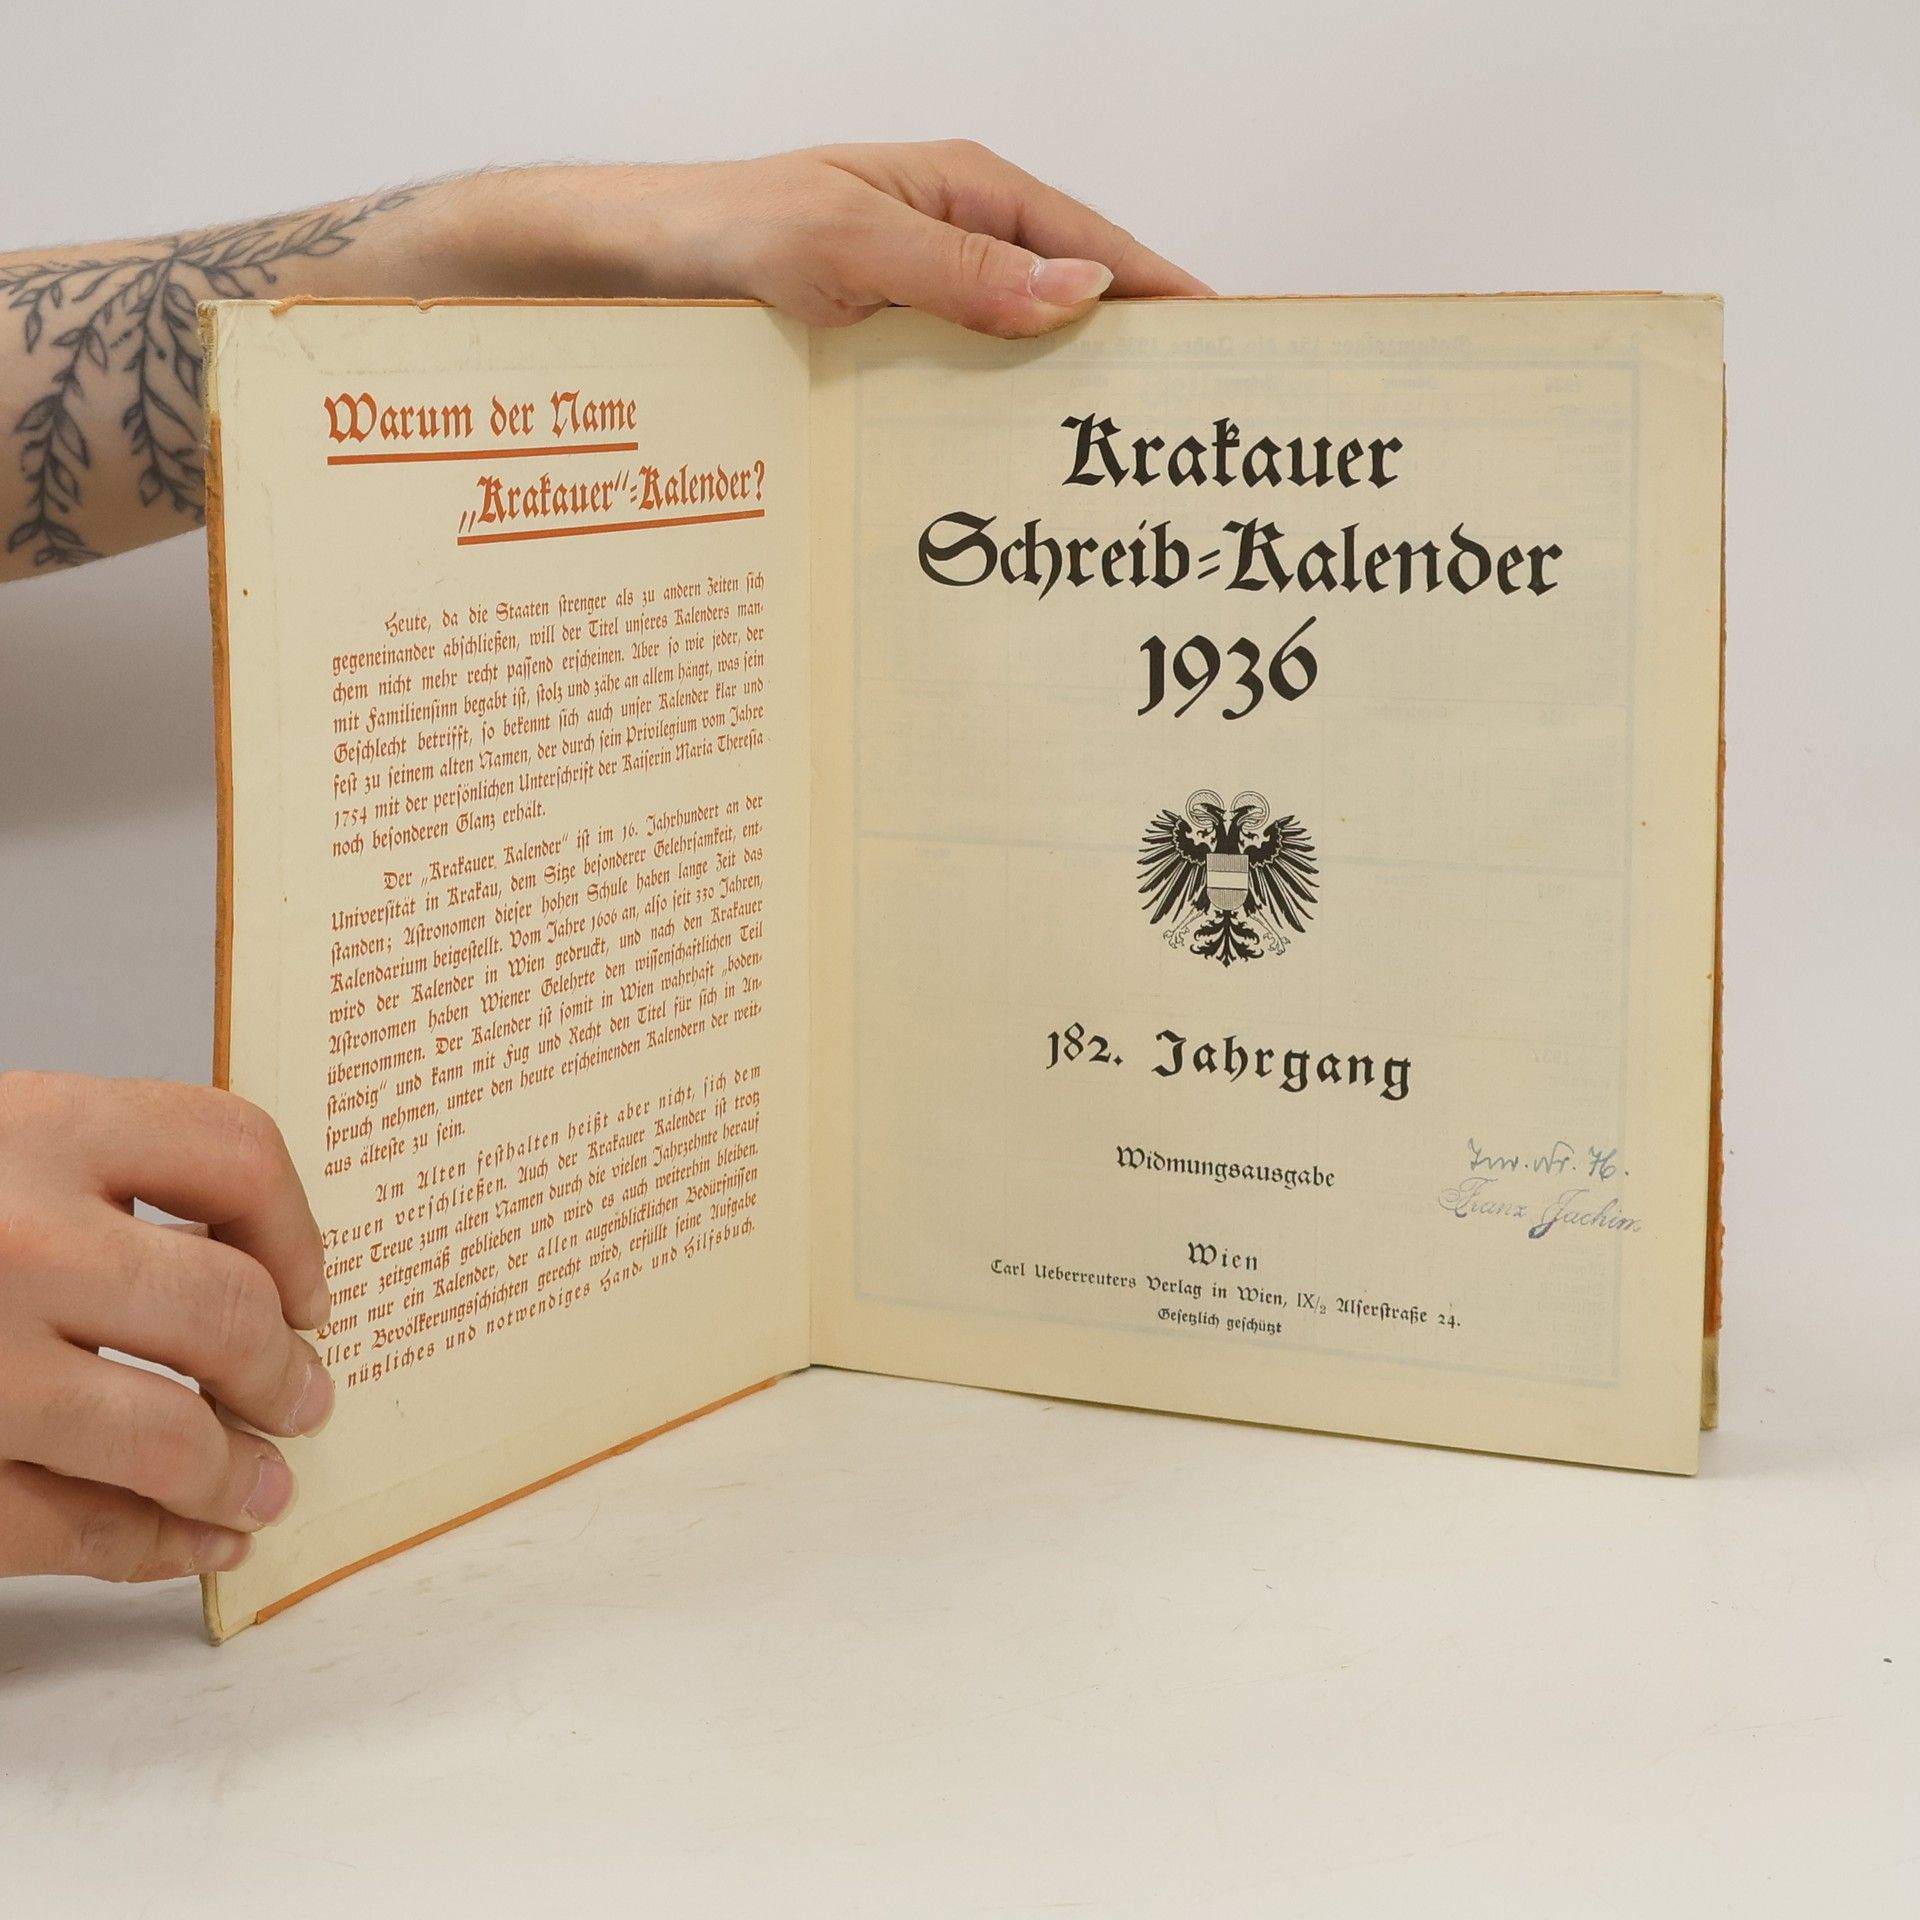 Warum der Name
„Krakauer“-Kalender?
Heute, da die Staaten strenger als zu andern Zeiten sich
gegeneinander abschließen, will der Titel unseres Kalenders man-
chem nicht mehr recht passend erscheinen. Aber so wie jeder, der
mit Familiensinn begabt ist, stolz und zähe an allem hängt, was sein
Geschlecht betrifft, so bekennt sich auch unser Kalender klar und
fest zu seinem alten Namen, der durch sein Privilegium vom Jahre
1754 mit der persönlichen Unterschrift der Kaiserin Maria Theresia
noch besonderen Glanz erhält.
Der „Krakauer Kalender“ ist im 16. Jahrhundert an der
Universität in Krakau, dem Sitze besonderer Gelehrsamkeit, ent-
standen; Astronomen dieser hohen Schule haben lange Zeit das
Kalendarium beigestellt. Vom Jahre 1606 an, also seit 330 Jahren,
wird der Kalender in Wien gedruckt, und nach den Krakauer
Astronomen haben Wiener Gelehrte den wissenschaftlichen Teil
übernommen. Der Kalender ist somit in Wien wahrhaft „boden-
ständig“ und kann mit Fug und Recht den Titel für sich in An-
spruch nehmen, unter den heute erscheinenden Kalendern der weit-
aus älteste zu sein.
Am Alten festhalten heißt aber nicht, sich dem
Neuen verschließen. Auch der Krakauer Kalender ist trotz
seiner Treue zum alten Namen durch die vielen Jahrzehnte herauf
immer zeitgemäß geblieben und wird es auch weiterhin bleiben.
Denn nur ein Kalender, der allen augenblicklichen Bedürfnissen
aller Bevölkerungsschichten gerecht wird, erfüllt seine Aufgabe
nützliches und notwendiges Hand- und Hilfsbuch.
Krakauer
Schreib-Kalender
1936
182. Jahrgang
Widmungsausgabe
Inv. Nr. 76.
Franz Jachim
Wien
Carl Ueberreuters Verlag in Wien, IX/2 Alserstraße 24.
Gesetzlich geschützt